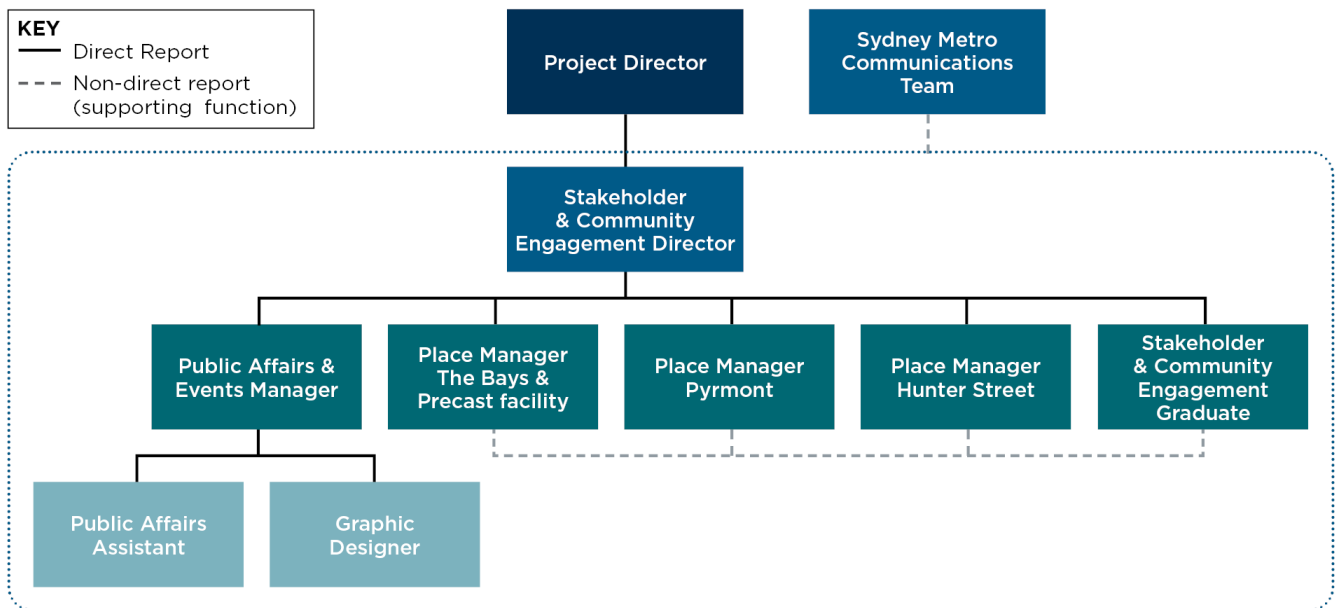 KEY
Direct Report
Non-direct report
(supporting function)
Project Director
Sydney Metro
Communications
Team
Stakeholder
& Community
Engagement Director
Public Affairs &
Events Manager
Place Manager
The Bays &
Precast facility
Place Manager
Pyrmont
Place Manager
Hunter Street
Stakeholder
& Community
Engagement
Graduate
Public Affairs
Assistant
Graphic
Designer